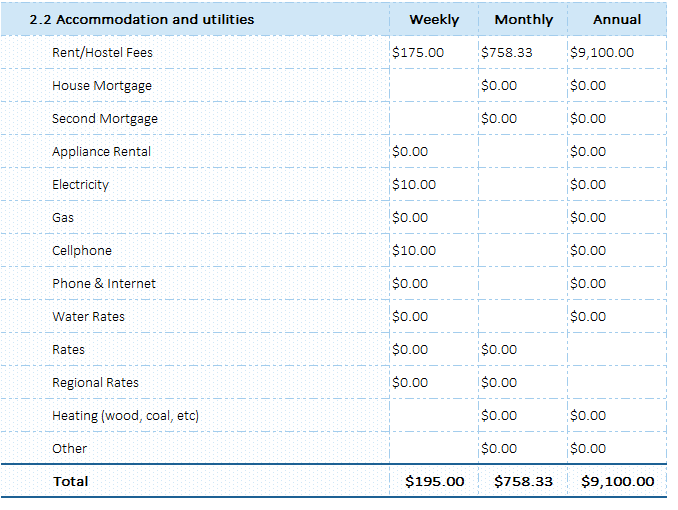 2.2 Accommodation and utilities Weekly Monthly Annual
Rent/Hostel Fees $175.00 $758.33 $9,100.00
House Mortgage $0.00 $0.00
Second Mortgage $0.00 $0.00
Appliance Rental $0.00 $0.00
Electricity $10.00 $0.00
Gas $0.00 $0.00
Cellphone $10.00 $0.00
Phone & Internet $0.00 $0.00
Water Rates $0.00 $0.00
Rates $0.00 $0.00
Regional Rates $0.00 $0.00
Heating (wood, coal, etc) $0.00 $0.00
Other $0.00 $0.00
Total $195.00 $758.33 $9,100.00